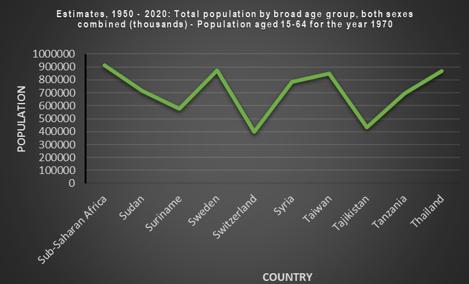 Estimates, 1950 - 2020: Total population by broad age group, both sexes
combined (thousands) - Population aged 15-64 for the year 1970
POPULATION
1000000
900000
800000
700000
600000
500000
400000
300000
200000
100000
0
Sub-Saharan Africa
Sudan
Suriname
Sweden
Switzerland
Syria
Taiwan
Tajikistan
Tanzania
Thailand
COUNTRY